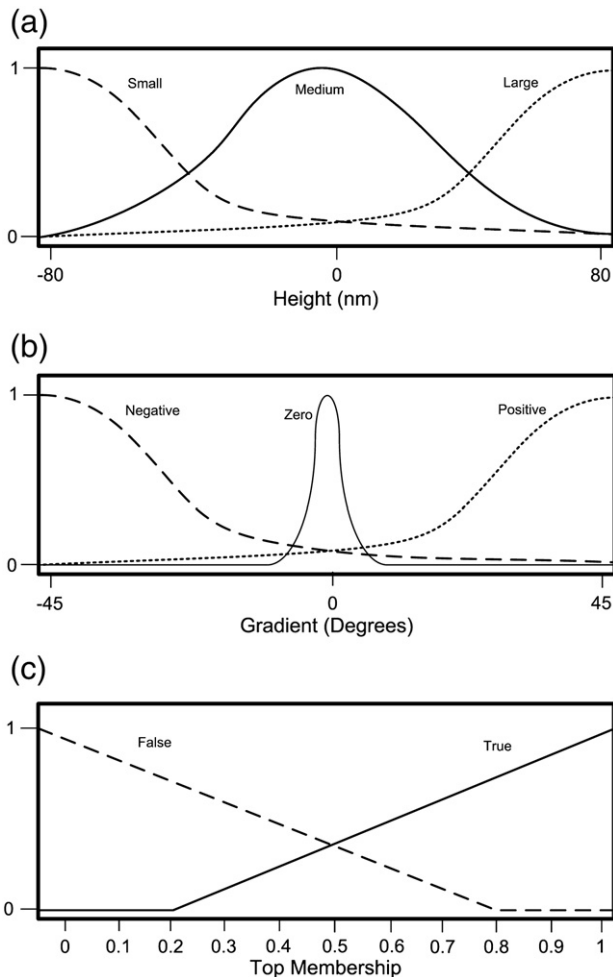 (a)
1
Small
Medium
Large
0
-80
0
80
Height (nm)
(b)
1
Negative
Zero
Positive
0
-45
0
45
Gradient (Degrees)
(c)
1
False
True
0
0 0.1 0.2 0.3 0.4 0.5 0.6 0.7 0.8 0.9 1
Top Membership